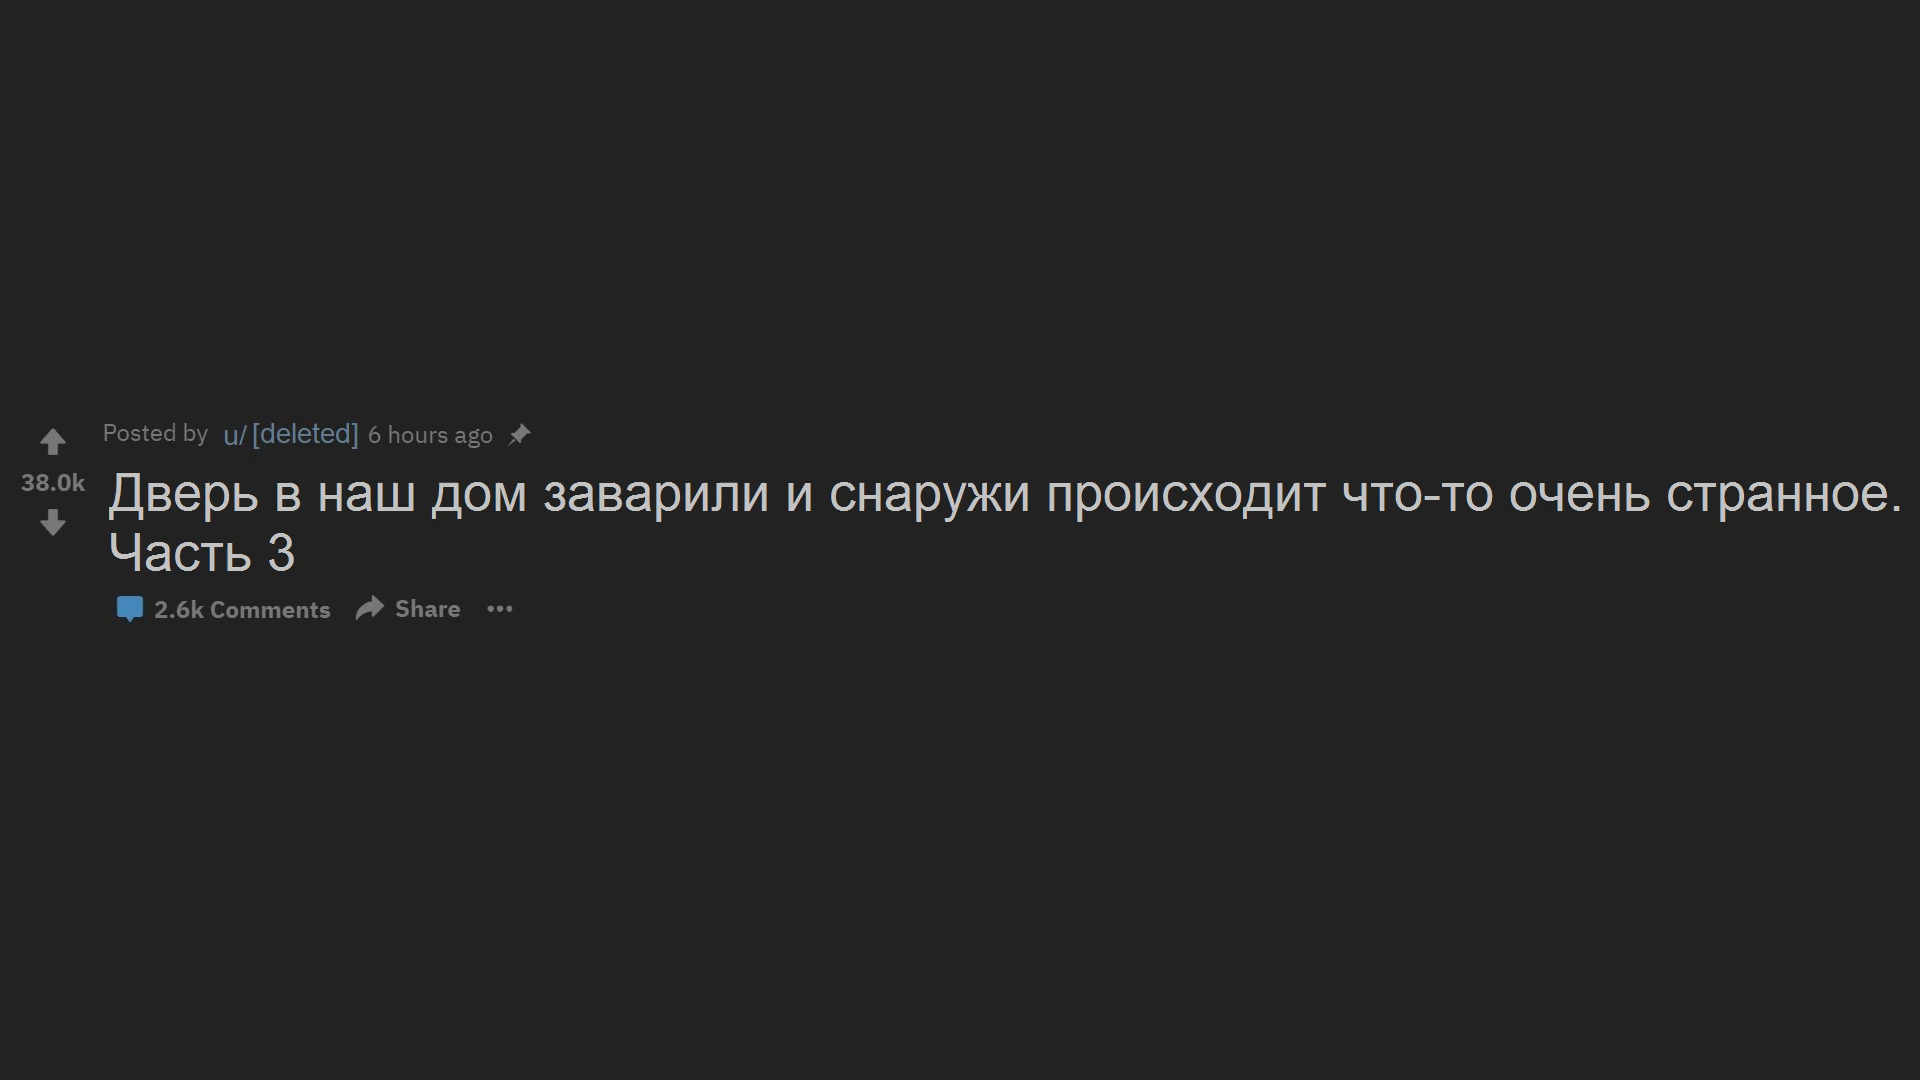 Posted by u/[deleted] 6 hours ago
38.0k
Дверь в наш дом заварили и снаружи происходит что-то очень странное.
Часть 3
2.6k Comments Share